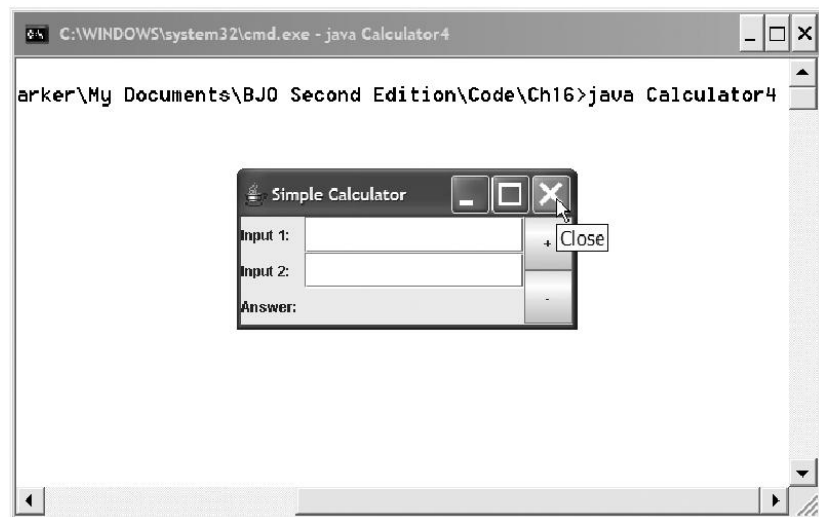 C:\WINDOWS\system32\cmd.exe - java Calculator4
arker\My Documents\BJO Second Edition\Code\Ch16>java Calculator4
Simple Calculator
Input 1:
+
Close
Input 2:
Answer:
-